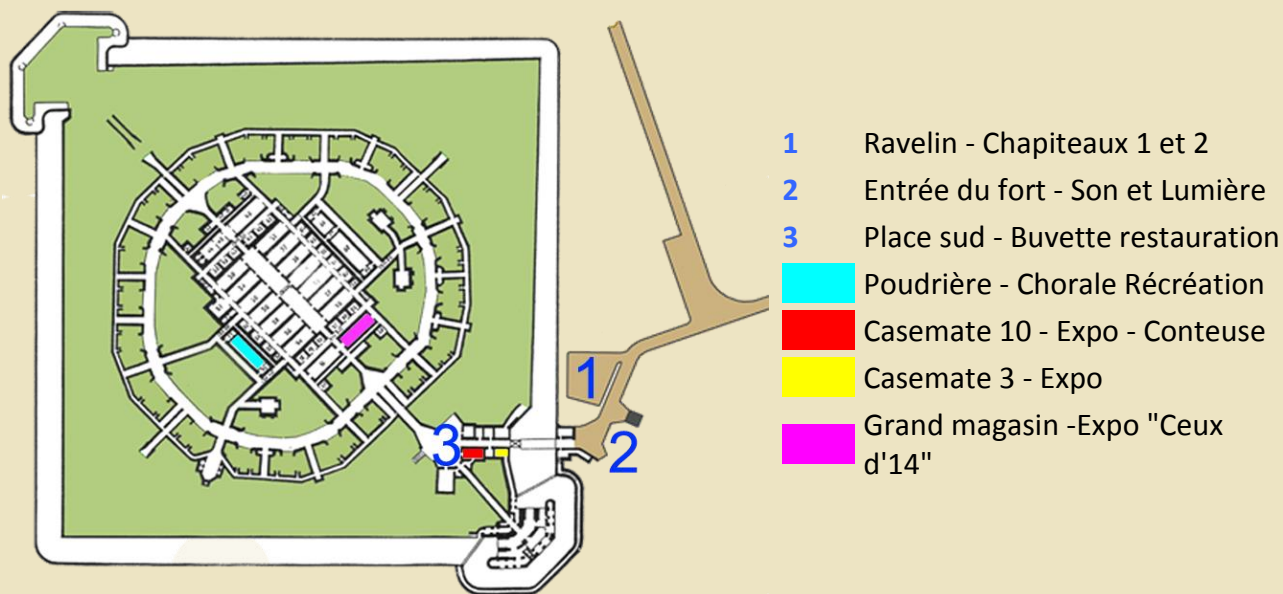 1
2
3
1 Ravelin - Chapiteaux 1 et 2
2 Entrée du fort - Son et Lumière
3 Place sud - Buvette restauration
Poudrière - Chorale Récréation
Casemate 10 - Expo - Conteuse
Casemate 3 - Expo
Grand magasin -Expo "Ceux
d'14"